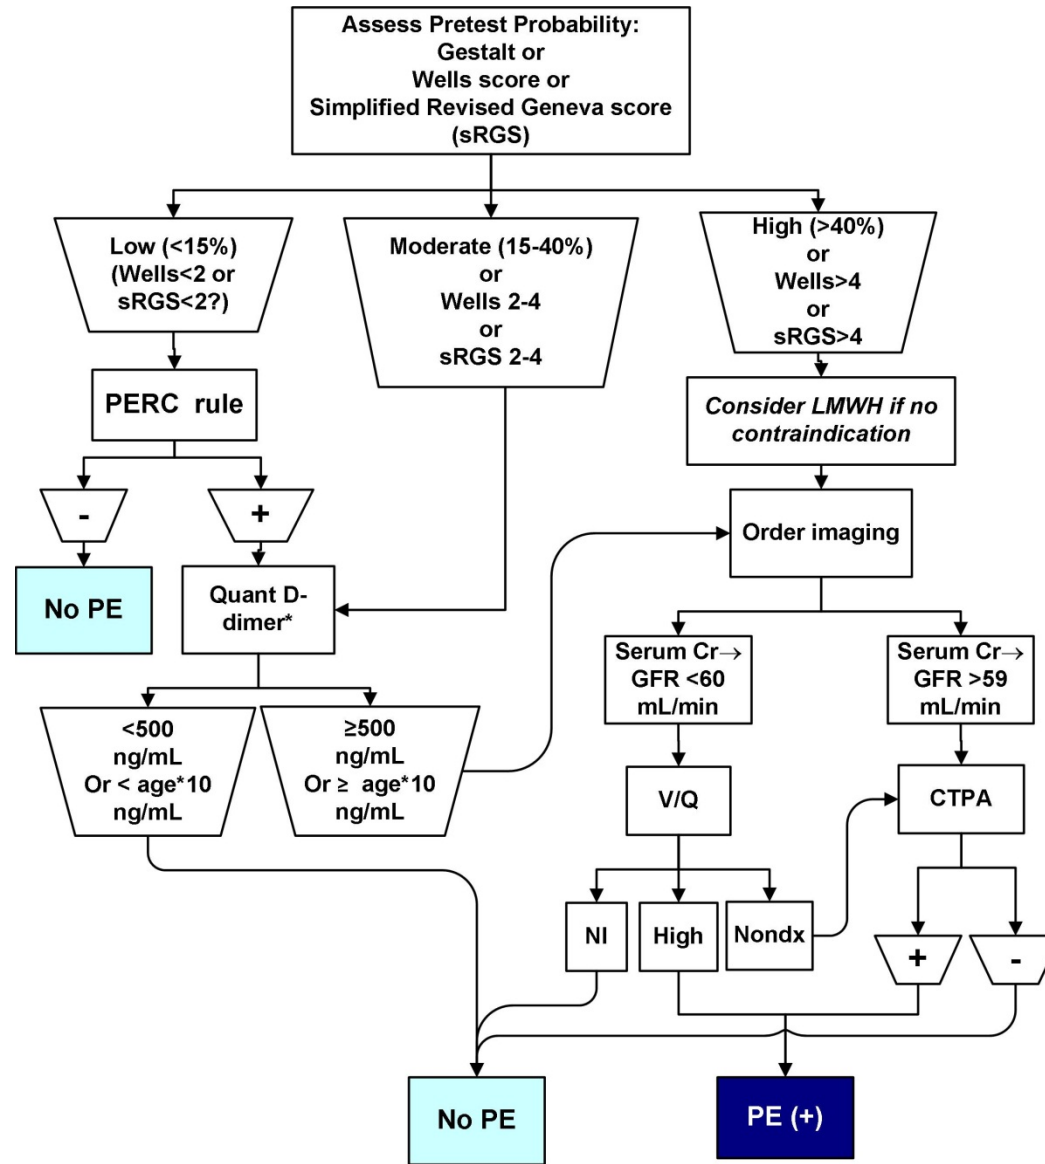 Assess Pretest Probability:
Gestalt or
Wells score or
Simplified Revised Geneva score
(sRGS)
Low (<15%)
(Wells<2 or
sRGS<2?)
Moderate (15-40%)
or
Wells 2-4
or
sRGS 2-4
High (>40%)
or
Wells>4
or
sRGS>4
PERC rule
Consider LMWH if no
contraindication
-
+
Order imaging
No PE
Quant D-
dimer*
Serum Cr→
GFR <60
mL/min
Serum Cr→
GFR >59
mL/min
<500
ng/mL
Or < age*10
ng/mL
≥500
ng/mL
Or ≥ age*10
ng/mL
V/Q
CTPA
Nl
High
Nondx
+
-
No PE
PE (+)